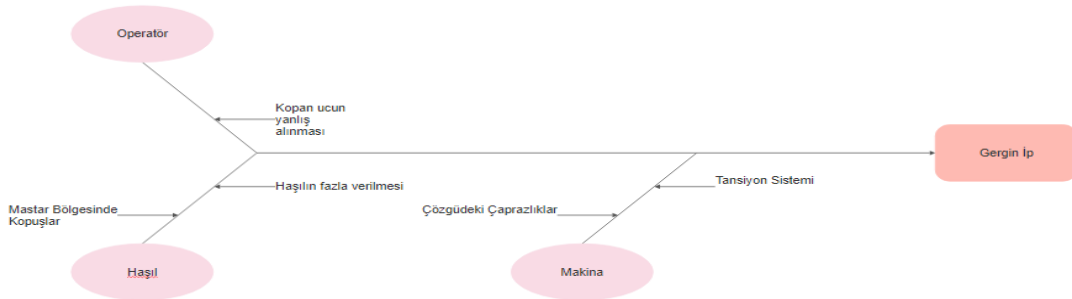 Operatör
Kopan ucun
yanlış
alınması
Gergin İp
Haşılın fazla verilmesi
Tansiyon Sistemi
Mastar Bölgesinde
Kopuşlar
Çözgüdeki Çaprazlıklar
Haşıl
Makina